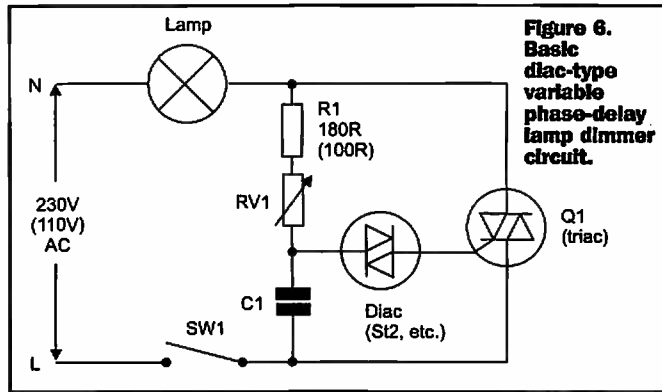 Lamp
Figure 6.
Basic
diac-type
variable
phase-delay
lamp dimmer
circuit.
N
R1
180R
(100R)
230V
(110V)
AC
RV1
Q1
(triac)
C1
Diac
(St2, etc.)
SW1
L